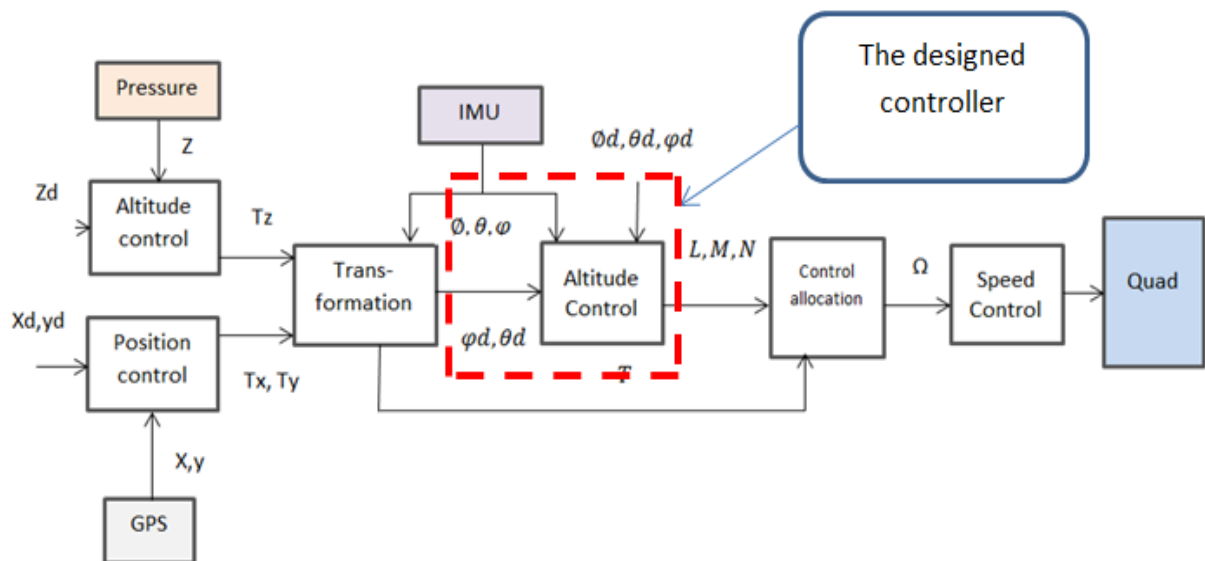 The designed
controller
Pressure
IMU
Z
∅d, θd, φd
Zd
Altitude
control
Tz
∅, θ, φ
Trans-
formation
Altitude
Control
L, M, N
Control
allocation
Ω
Speed
Control
Quad
Xd,yd
Position
control
φd, θd
Tx, Ty
T
X,y
GPS